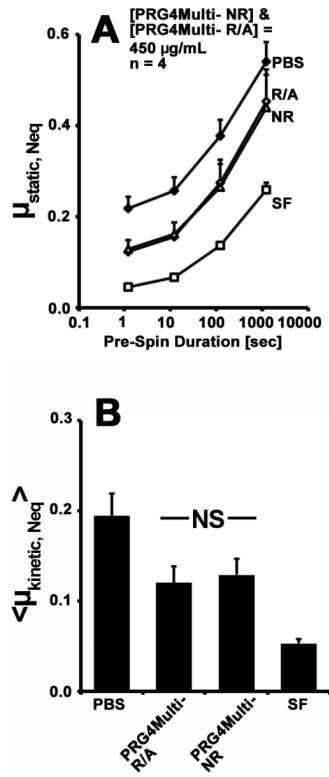 A
[PRG4Multi- NR] &
[PRG4Multi- R/A] =
450 µg/mL
n = 4
0.6
0.4
0.2
0.0
µstatic, Neq
PBS
R/A
NR
SF
0.1
1
10
100
1000
10000
Pre-Spin Duration [sec]
B
0.3
0.2
0.1
0.0
<µkinetic, Neq>
NS
PBS
PRG4Multi-
R/A
PRG4Multi-
NR
SF